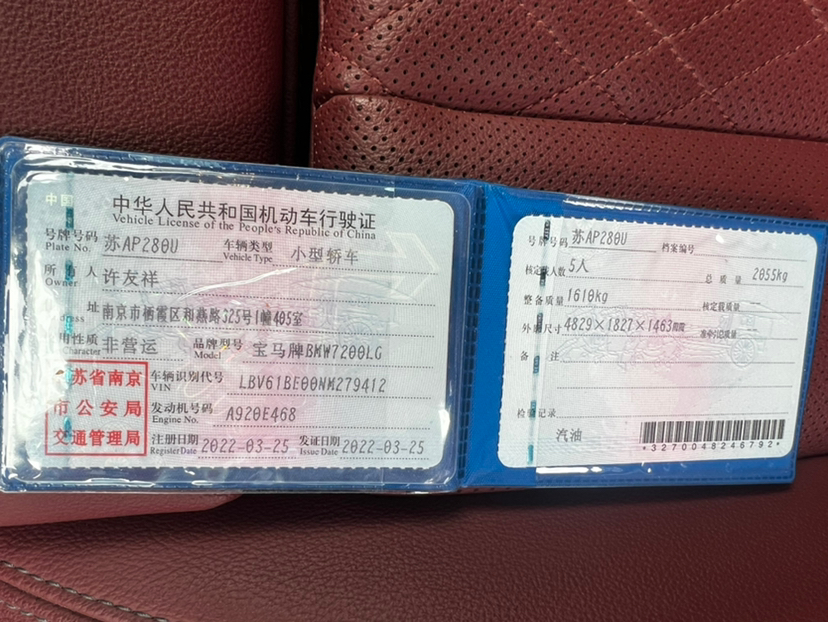 中国
中华人民共和国机动车行驶证
Vehicle License of the People's Republic of China
号牌号码 苏AP280U 车辆类型 小型轿车
Plate No. Vehicle Type
所有人 许友祥
Owner
址 南京市栖霞区和燕路325号1幢405室
dress
用性质 非营运 品牌型号 宝马牌BMW7200LG
Character Model
车辆识别代号 LBV61BE00NM279412
VIN
发动机号码 A920E468
Engine No.
苏省南京
市公安局
交通管理局
注册日期 2022-03-25 发证日期 2022-03-25
Register Date Issue Date
号牌号码 苏AP280U 档案编号
核定载人数 5人 总质量 2055kg
整备质量 1610kg 核定载质量 --
外廓尺寸 4829×1827×1463mm 准牵引总质量 --
备注
检验记录
汽油
*3270048246792*